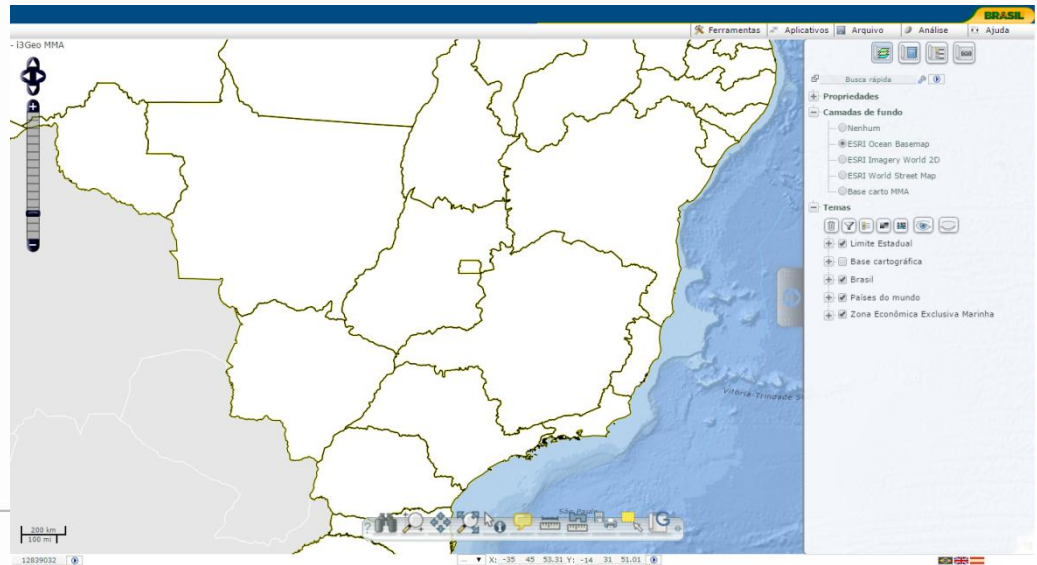 BRASIL
Ferramentas Aplicativos Arquivo Análise Ajuda
- i3Geo MMA
Busca rápida
Propriedades
Camadas de fundo
Nenhum
ESRI Ocean Basemap
ESRI Imagery World 2D
ESRI World Street Map
Base carto MMA
Temas
Limite Estadual
Base cartográfica
Brasil
Países do mundo
Zona Econômica Exclusiva Marinha
Vitória-Trindade
São Paulo
200 km
100 mi
12839032
... X: -35 45 53.31 Y: -14 31 51.01